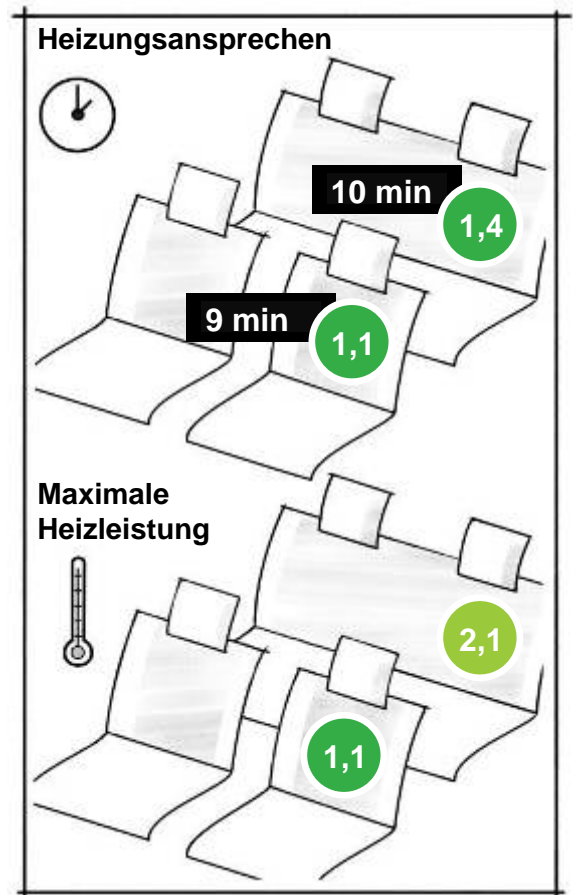 Heizungsansprechen
10 min
1,4
9 min
1,1
Maximale
Heizleistung
2,1
1,1